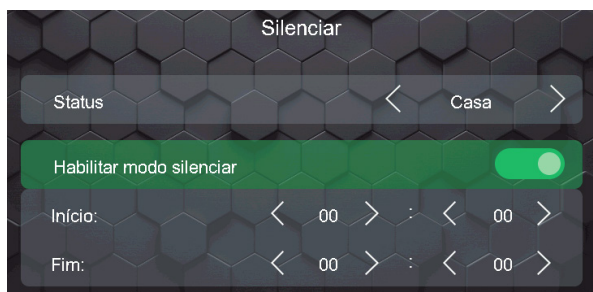 Silenciar
Status < Casa >
Habilitar modo silenciar
Início: < 00 > : < 00 >
Fim: < 00 > : < 00 >